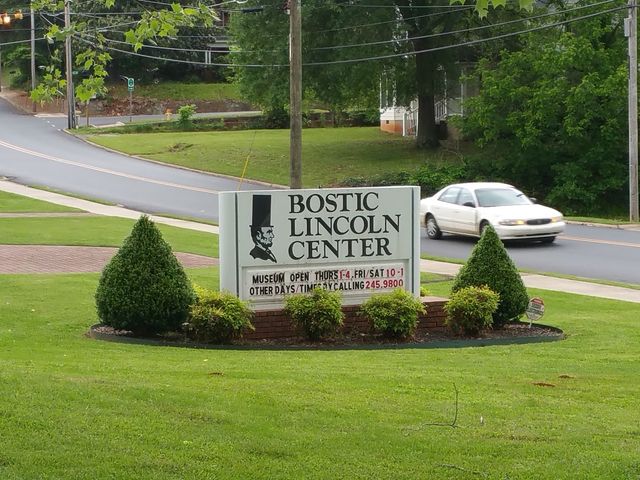 BOSTIC
LINCOLN
CENTER
MUSEUM OPEN THURS 1-4, FRI/SAT 10-1
OTHER DAYS/TIMES BY CALLING 245.9800